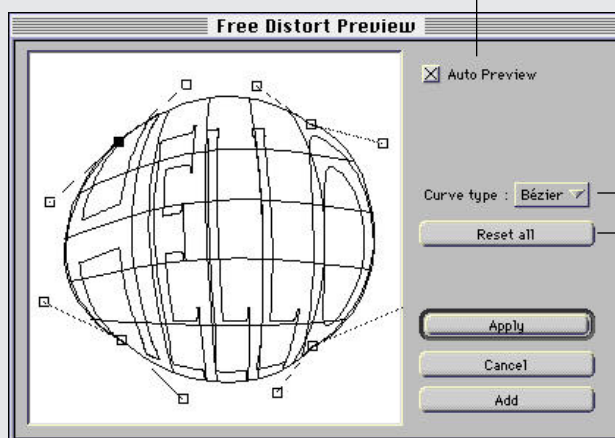 Free Distort Preview
Auto Preview
Curve type : Bézier
Reset all
Apply
Cancel
Add